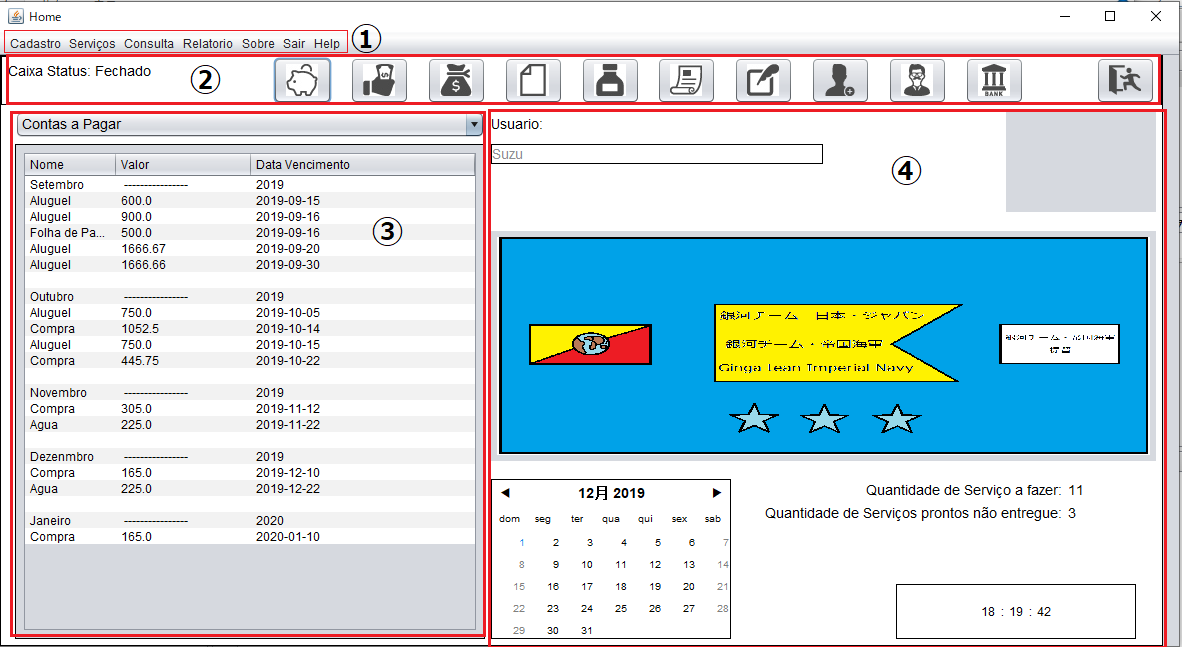 Home
Cadastro Serviços Consulta Relatorio Sobre Sair Help ①
Caixa Status: Fechado ②
BANK
Contas a Pagar
Nome Valor Data Vencimento
Setembro ---------------- 2019
Aluguel 600.0 2019-09-15
Aluguel 900.0 2019-09-16
Folha de Pa... 500.0 2019-09-16
Aluguel 1666.67 2019-09-20
Aluguel 1666.66 2019-09-30
Outubro ---------------- 2019
Aluguel 750.0 2019-10-05
Compra 1052.5 2019-10-14
Aluguel 750.0 2019-10-15
Compra 445.75 2019-10-22
Novembro ---------------- 2019
Compra 305.0 2019-11-12
Agua 225.0 2019-11-22
Dezenmbro ---------------- 2019
Compra 165.0 2019-12-10
Agua 225.0 2019-12-22
Janeiro ---------------- 2020
Compra 165.0 2020-01-10
③
Usuario:
Suzu
④
銀河チーム 日本・ジャパン
銀河チーム・帝国海軍
Ginga Tean Imperial Navy
銀河チーム・帝国海軍
12月 2019
dom seg ter qua qui sex sab
1 2 3 4 5 6 7
8 9 10 11 12 13 14
15 16 17 18 19 20 21
22 23 24 25 26 27 28
29 30 31
Quantidade de Serviço a fazer: 11
Quantidade de Serviços prontos não entregue: 3
18 : 19 : 42